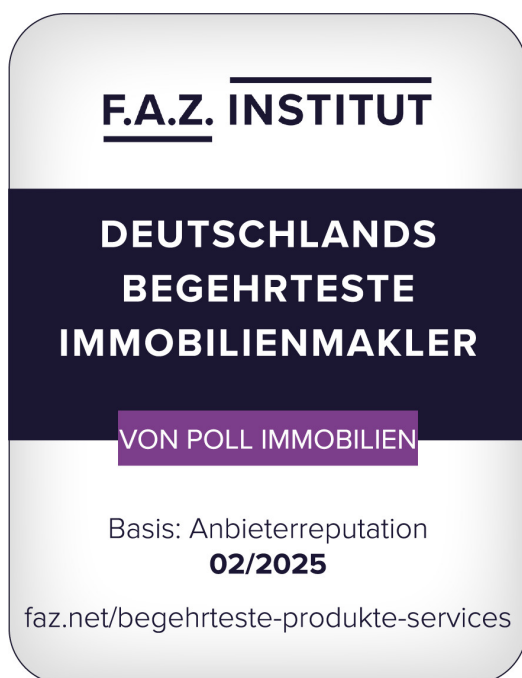 F.A.Z. INSTITUT
DEUTSCHLANDS
BEGEHRTESTE
IMMOBILIENMAKLER
VON POLL IMMOBILIEN
Basis: Anbieterreputation
02/2025
faz.net/begehrteste-produkte-services